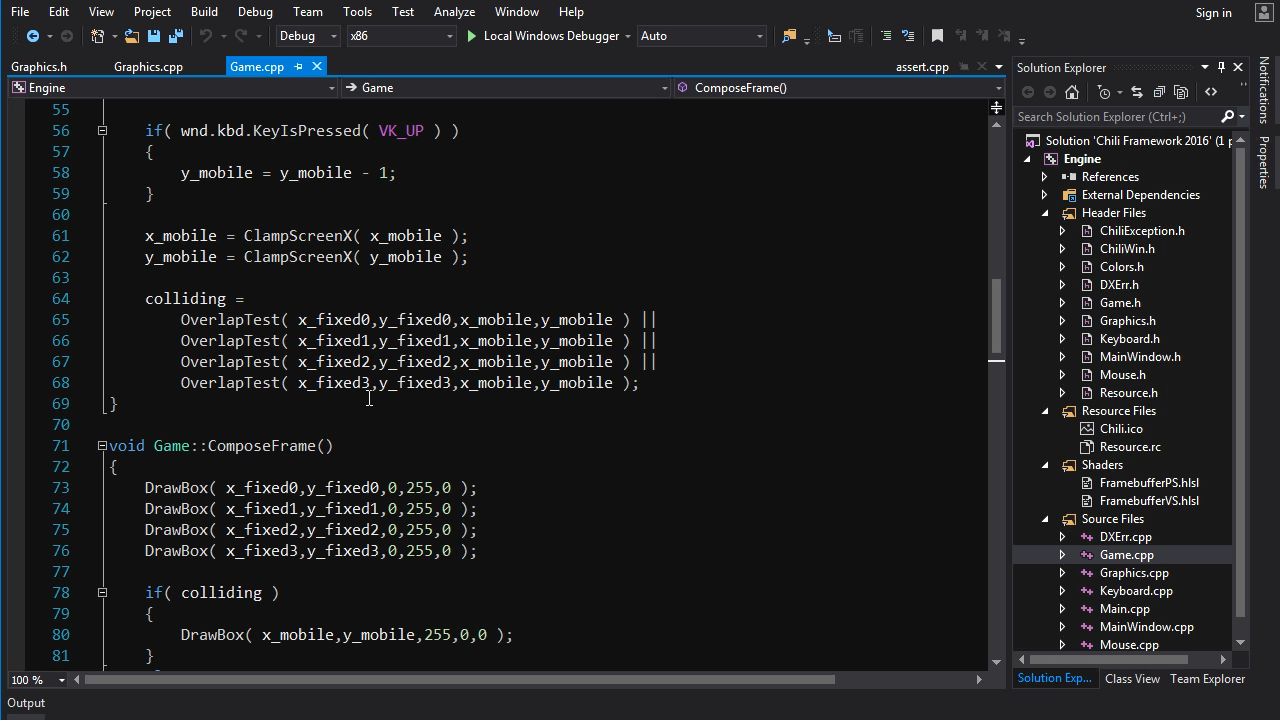 File Edit View Project Build Debug Team Tools Test Analyze Window Help Sign in
Debug x86 Local Windows Debugger Auto
Graphics.h Graphics.cpp Game.cpp assert.cpp
Engine Game ComposeFrame()
55
56 if( wnd.kbd.KeyIsPressed( VK_UP ) )
57 {
58 y_mobile = y_mobile - 1;
59 }
60
61 x_mobile = ClampScreenX( x_mobile );
62 y_mobile = ClampScreenX( y_mobile );
63
64 colliding =
65 OverlapTest( x_fixed0,y_fixed0,x_mobile,y_mobile ) ||
66 OverlapTest( x_fixed1,y_fixed1,x_mobile,y_mobile ) ||
67 OverlapTest( x_fixed2,y_fixed2,x_mobile,y_mobile ) ||
68 OverlapTest( x_fixed3,y_fixed3,x_mobile,y_mobile );
69 }
70
71 void Game::ComposeFrame()
72 {
73 DrawBox( x_fixed0,y_fixed0,0,255,0 );
74 DrawBox( x_fixed1,y_fixed1,0,255,0 );
75 DrawBox( x_fixed2,y_fixed2,0,255,0 );
76 DrawBox( x_fixed3,y_fixed3,0,255,0 );
77
78 if( colliding )
79 {
80 DrawBox( x_mobile,y_mobile,255,0,0 );
81 }
100 %
Output
Solution Explorer
Search Solution Explorer (Ctrl+;)
Solution 'Chili Framework 2016' (1 p
Engine
References
External Dependencies
Header Files
ChiliException.h
ChiliWin.h
Colors.h
DXErr.h
Game.h
Graphics.h
Keyboard.h
MainWindow.h
Mouse.h
Resource.h
Resource Files
Chili.ico
Resource.rc
Shaders
FramebufferPS.hlsl
FramebufferVS.hlsl
Source Files
DXErr.cpp
Game.cpp
Graphics.cpp
Keyboard.cpp
Main.cpp
MainWindow.cpp
Mouse.cpp
Solution Exp... Class View Team Explorer
Notifications
Properties